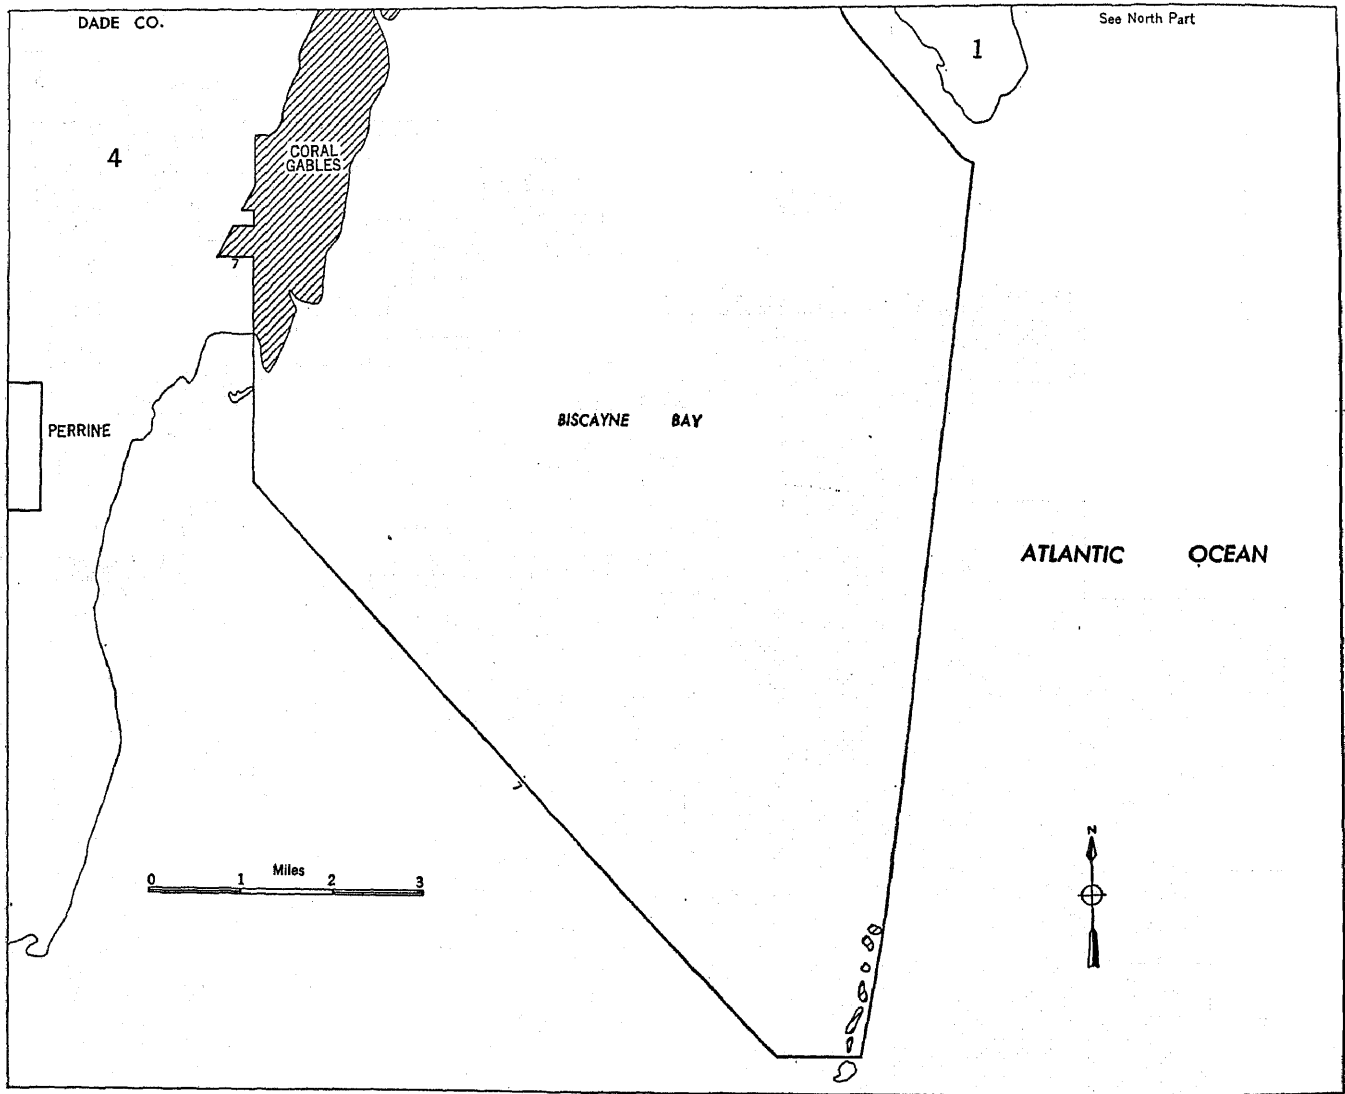 DADE CO.
See North Part
1
4
CORAL
GABLES
7
PERRINE
BISCAYNE BAY
ATLANTIC OCEAN
Miles
0 1 2 3
N